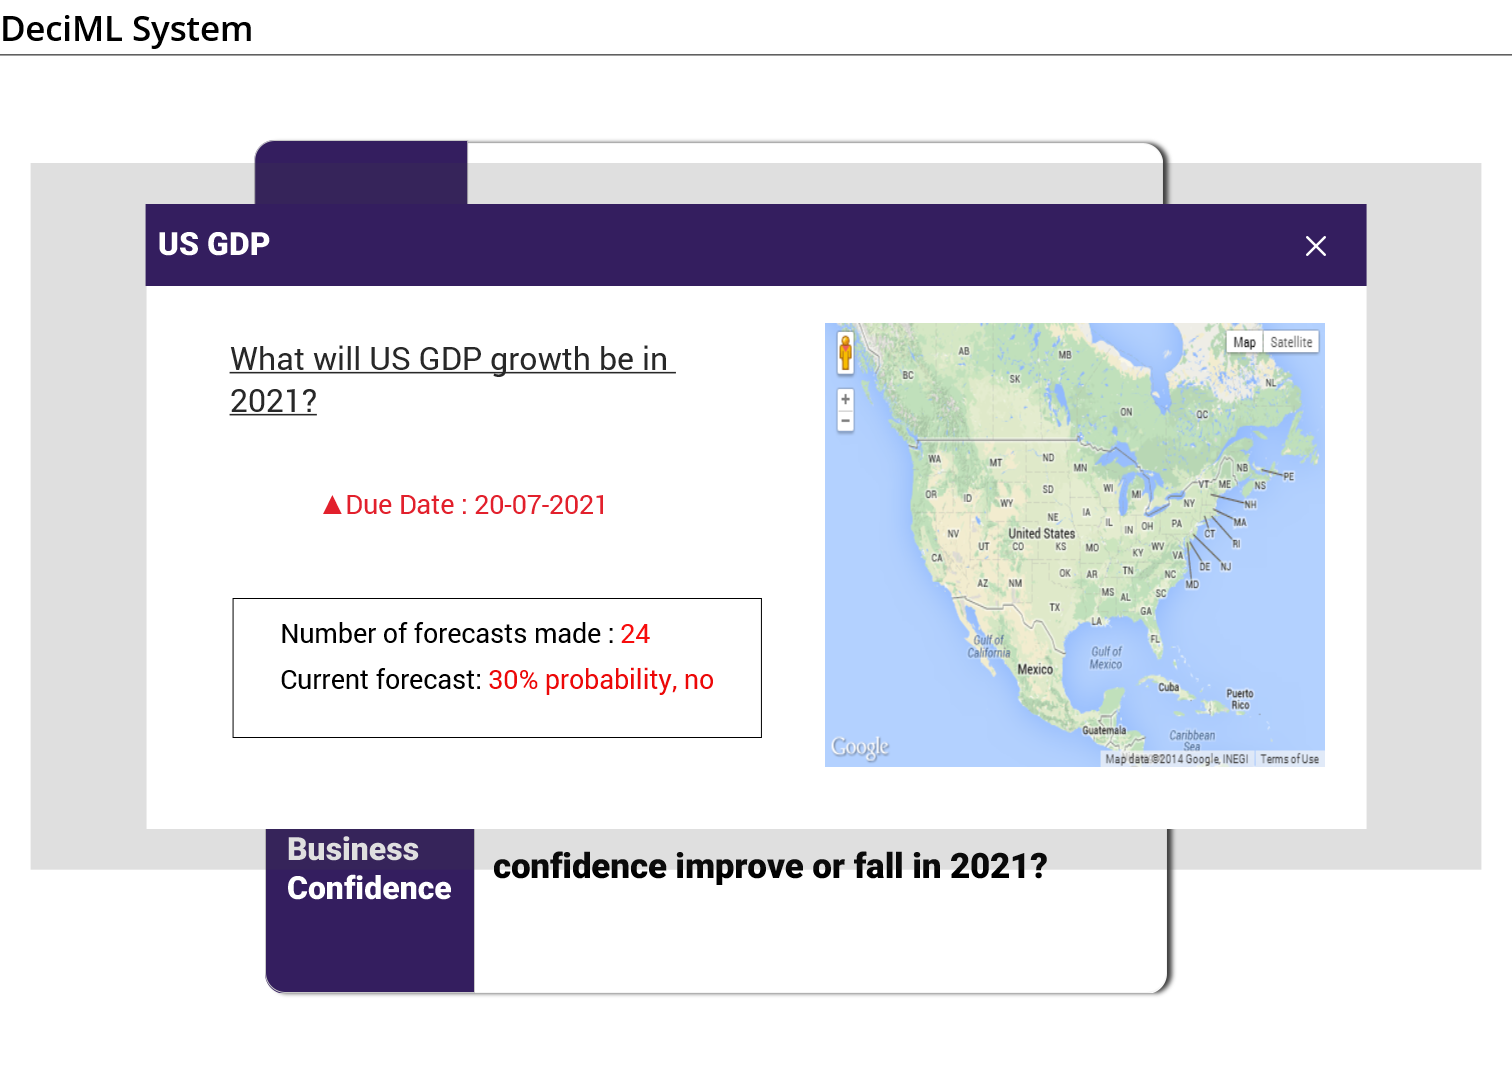 DeciML System
US GDP
What will US GDP growth be in
2021?
▲Due Date : 20-07-2021
Number of forecasts made : 24
Current forecast: 30% probability, no
Map Satellite
+
−
AB
MB
BC
SK
NL
ON
QC
WA
MT
ND
MN
NB
PE
VT ME
NS
OR
ID
SD
WI
MI
WY
NY
NH
NE
IA
MA
IL
IN
OH
PA
NV
United States
CT
RI
UT
CO
KS
MO
KY
WV
VA
CA
DE
NJ
OK
AR
TN
NC
MD
AZ
NM
MS
AL
SC
TX
GA
LA
FL
Gulf of
California
Gulf of
Mexico
Mexico
Cuba
Puerto
Rico
Guatemala
Caribbean
Sea
Google
Map data ©2014 Google, INEGI Terms of Use
Business
Confidence
confidence improve or fall in 2021?